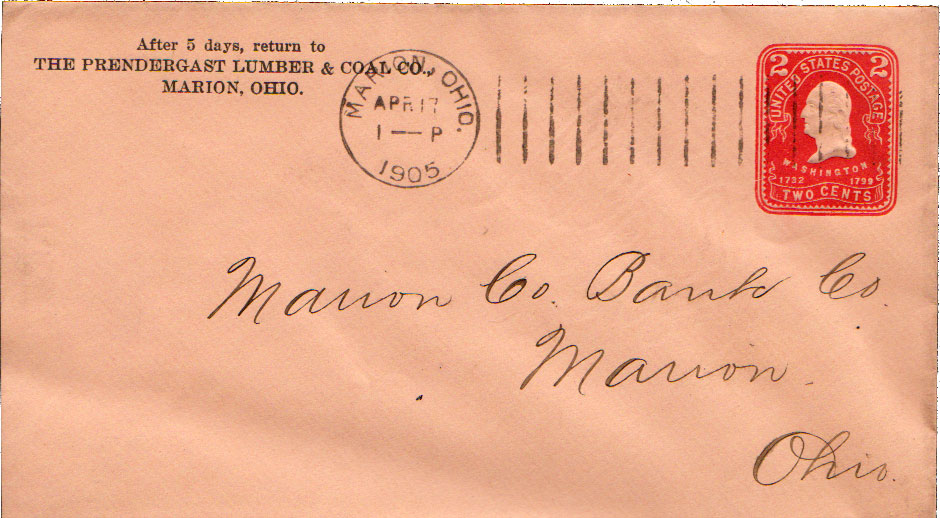 After 5 days, return to
THE PRENDERGAST LUMBER & COAL CO.,
MARION, OHIO.
MARION, OHIO.
APR 17
1 — P
1905
2 2
UNITED STATES POSTAGE
WASHINGTON
1732 1799
TWO CENTS
Marion Co. Bank Co.
Marion.
Ohio.